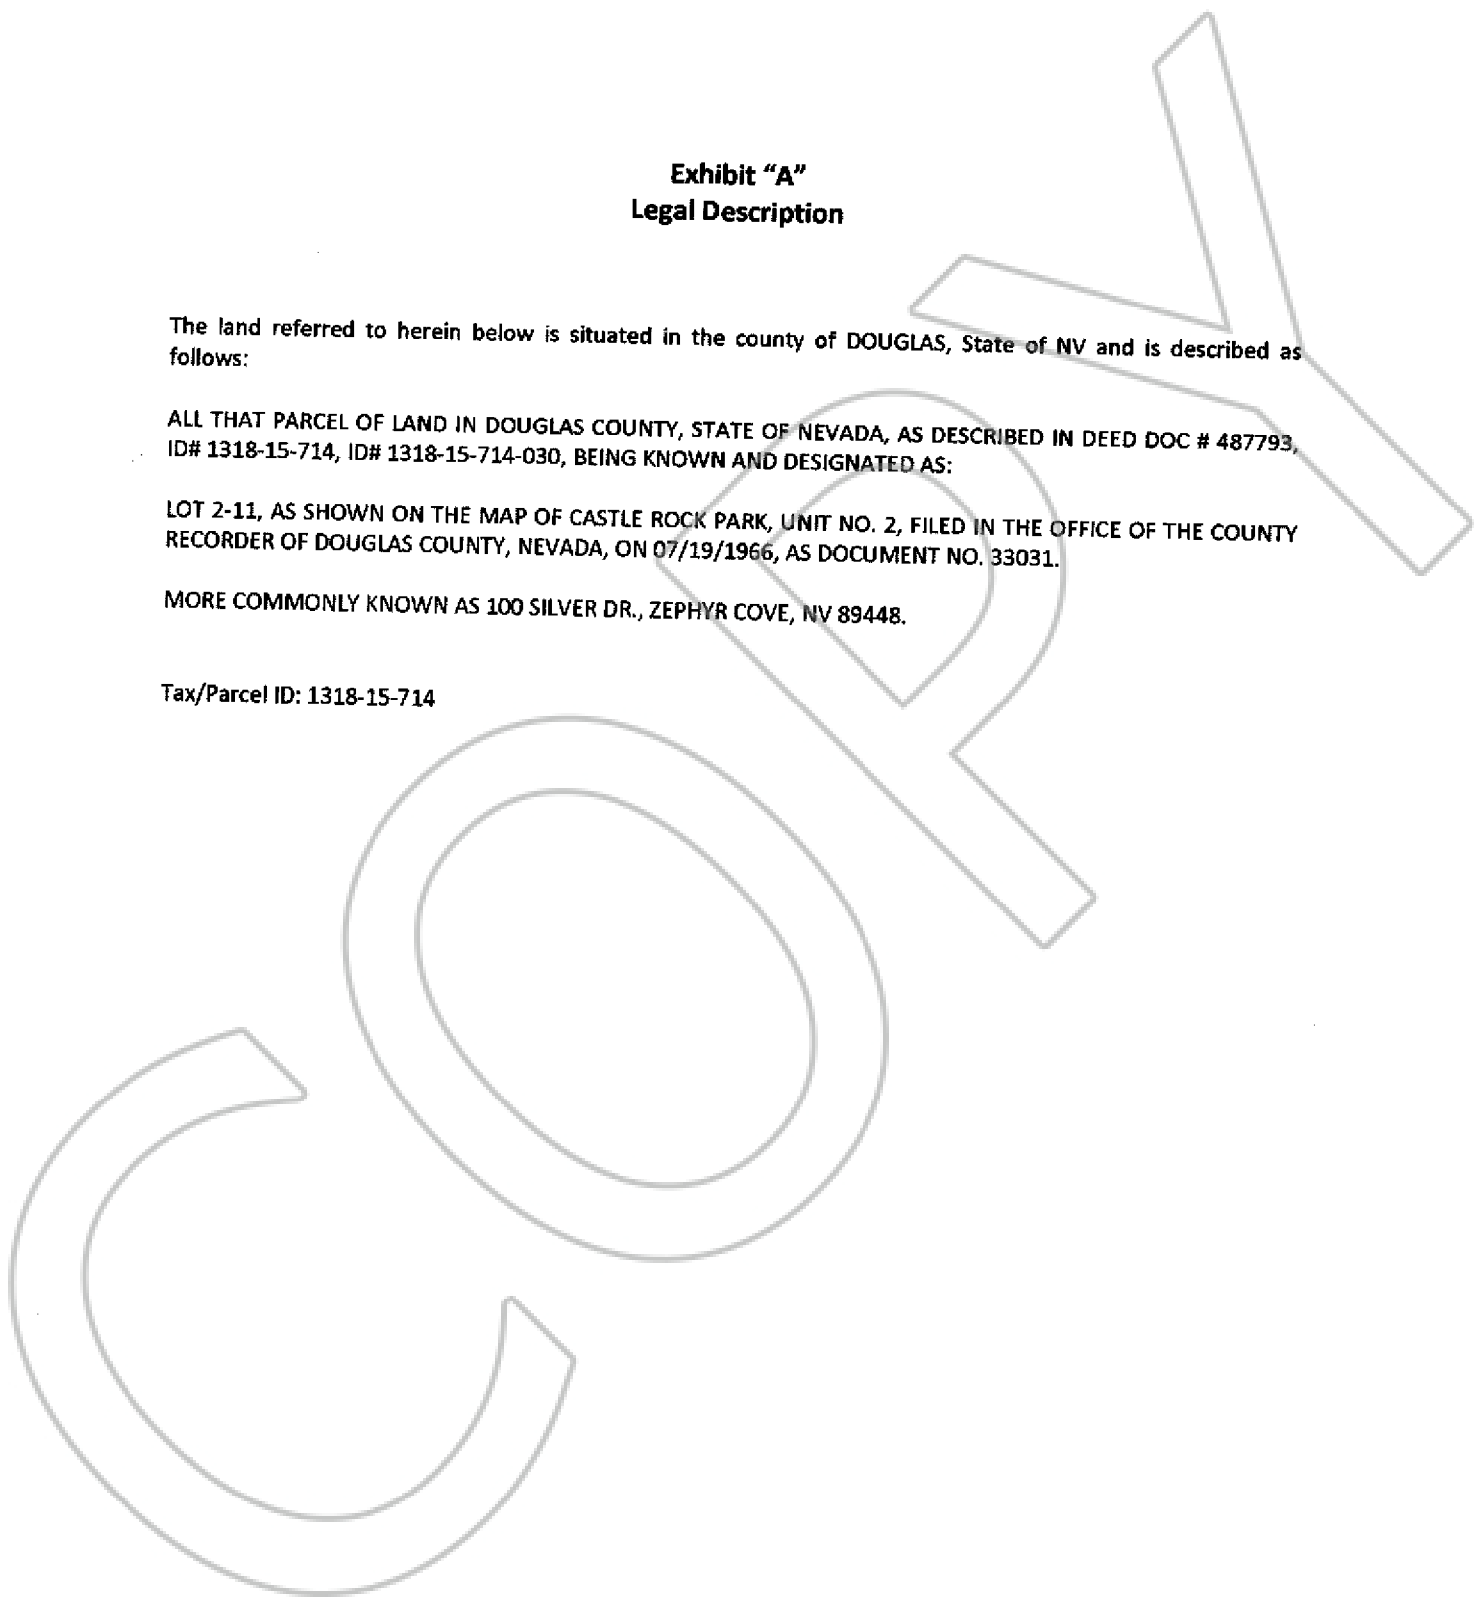 Exhibit “A”
Legal Description
The land referred to herein below is situated in the county of DOUGLAS, State of NV and is described as
follows:
ALL THAT PARCEL OF LAND IN DOUGLAS COUNTY, STATE OF NEVADA, AS DESCRIBED IN DEED DOC # 487793,
ID# 1318-15-714, ID# 1318-15-714-030, BEING KNOWN AND DESIGNATED AS:
LOT 2-11, AS SHOWN ON THE MAP OF CASTLE ROCK PARK, UNIT NO. 2, FILED IN THE OFFICE OF THE COUNTY
RECORDER OF DOUGLAS COUNTY, NEVADA, ON 07/19/1966, AS DOCUMENT NO. 33031.
MORE COMMONLY KNOWN AS 100 SILVER DR., ZEPHYR COVE, NV 89448.
Tax/Parcel ID: 1318-15-714
COPY